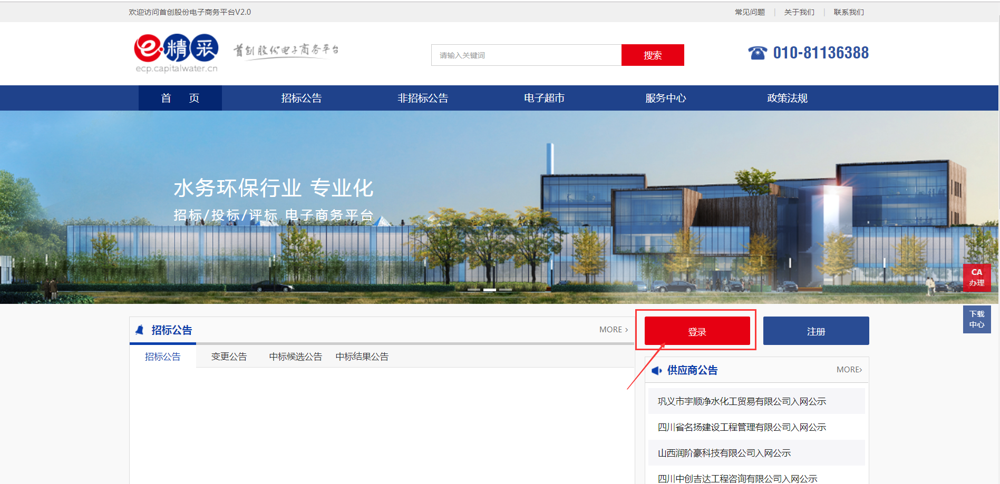 欢迎访问首创股份电子商务平台V2.0
常见问题 | 关于我们 | 联系我们
e·精采
ecp.capitalwater.cn
首创股份电子商务平台
请输入关键词
搜索
010-81136388
首 页
招标公告
非招标公告
电子超市
服务中心
政策法规
水务环保行业 专业化
招标/投标/评标 电子商务平台
CA
办理
下载
中心
招标公告
MORE >
招标公告
变更公告
中标候选公告
中标结果公告
登录
注册
供应商公告
MORE>
巩义市宇顺净水化工贸易有限公司入网公示
四川省名扬建设工程管理有限公司入网公示
山西润阶豪科技有限公司入网公示
四川中创吉达工程咨询有限公司入网公示